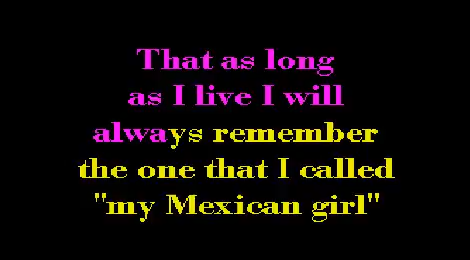 That as long
as I live I will
always remember
the one that I called
"my Mexican girl"